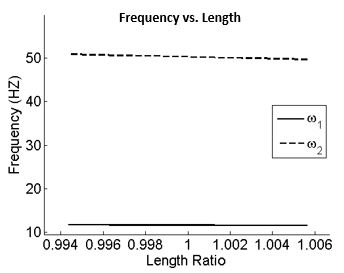 Frequency vs. Length
50
40
30
20
10
Frequency (HZ)
ω1
ω2
0.994 0.996 0.998 1 1.002 1.004 1.006
Length Ratio